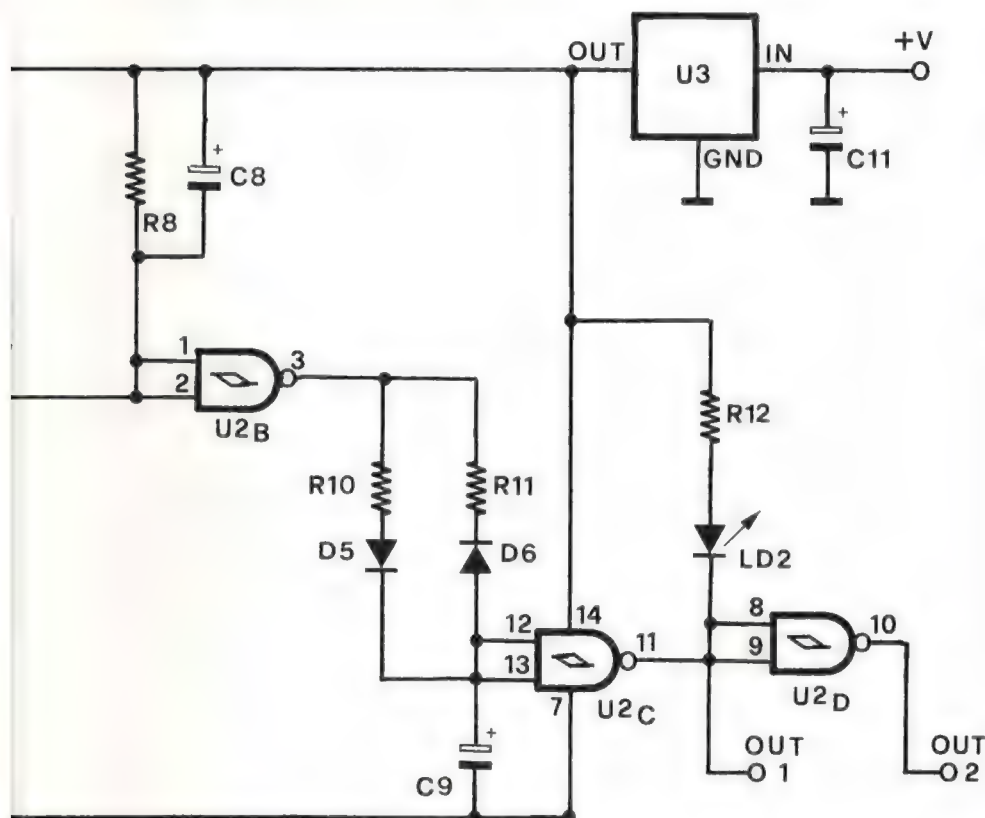 OUT
U3
IN
+V
+
C11
GND
+
C8
R8
1
2
3
U2B
R10
R11
R12
D5
D6
LD2
12
13
14
11
7
U2C
8
9
10
U2D
+
C9
OUT
1
OUT
2